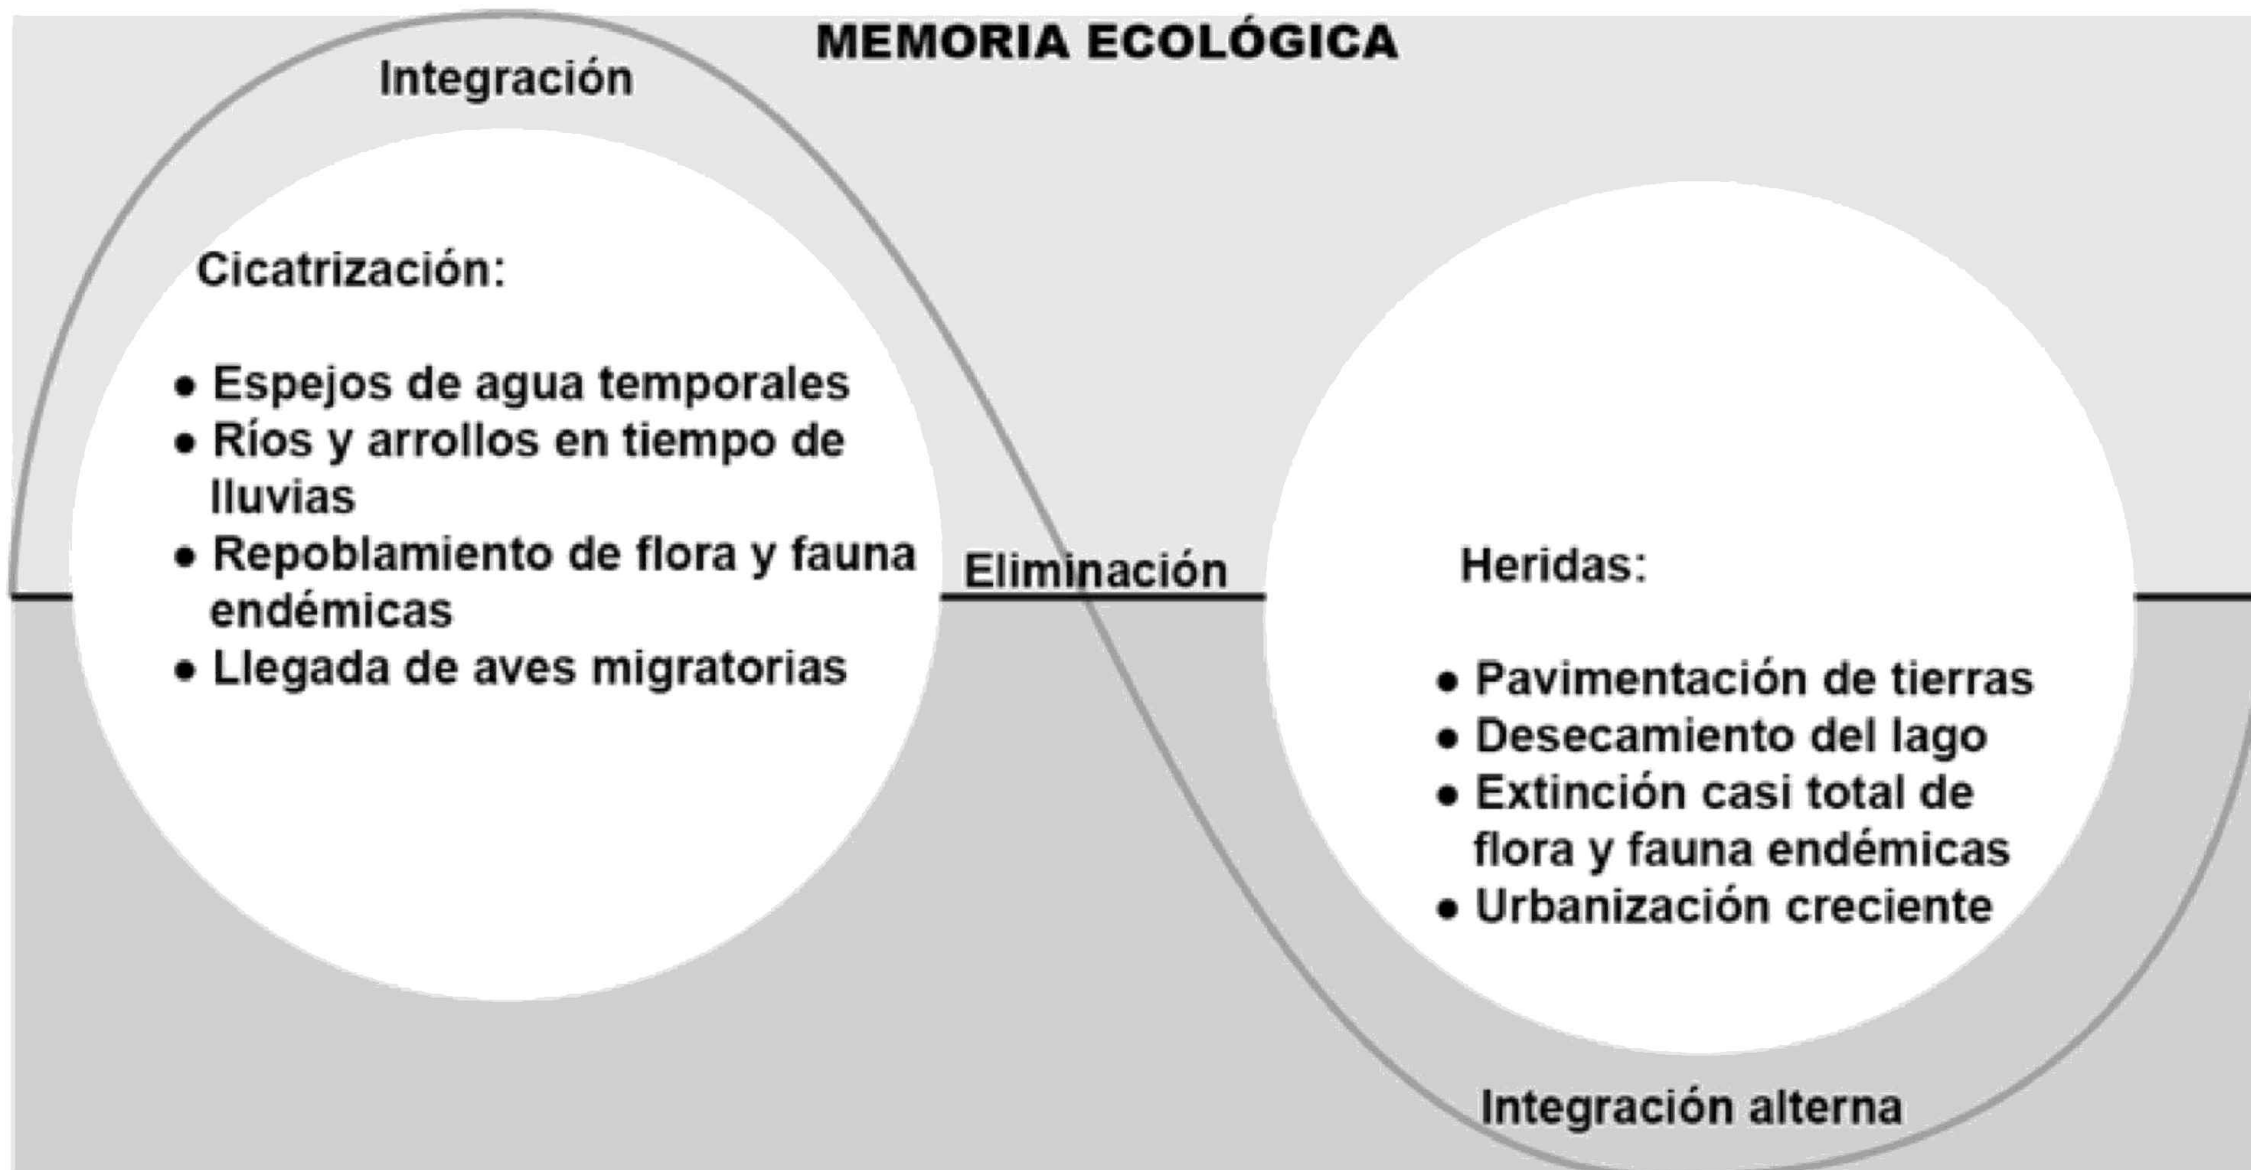 MEMORIA ECOLÓGICA
Integración
Cicatrización:
● Espejos de agua temporales
● Ríos y arrollos en tiempo de
lluvias
● Repoblamiento de flora y fauna
endémicas
● Llegada de aves migratorias
Eliminación
Heridas:
● Pavimentación de tierras
● Desecamiento del lago
● Extinción casi total de
flora y fauna endémicas
● Urbanización creciente
Integración alterna